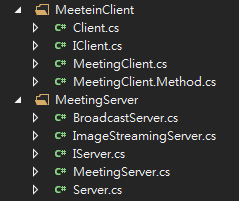 MeeteinClient
C# Client.cs
C# IClient.cs
C# MeetingClient.cs
C# MeetingClient.Method.cs
MeetingServer
C# BroadcastServer.cs
C# ImageStreamingServer.cs
C# IServer.cs
C# MeetingServer.cs
C# Server.cs